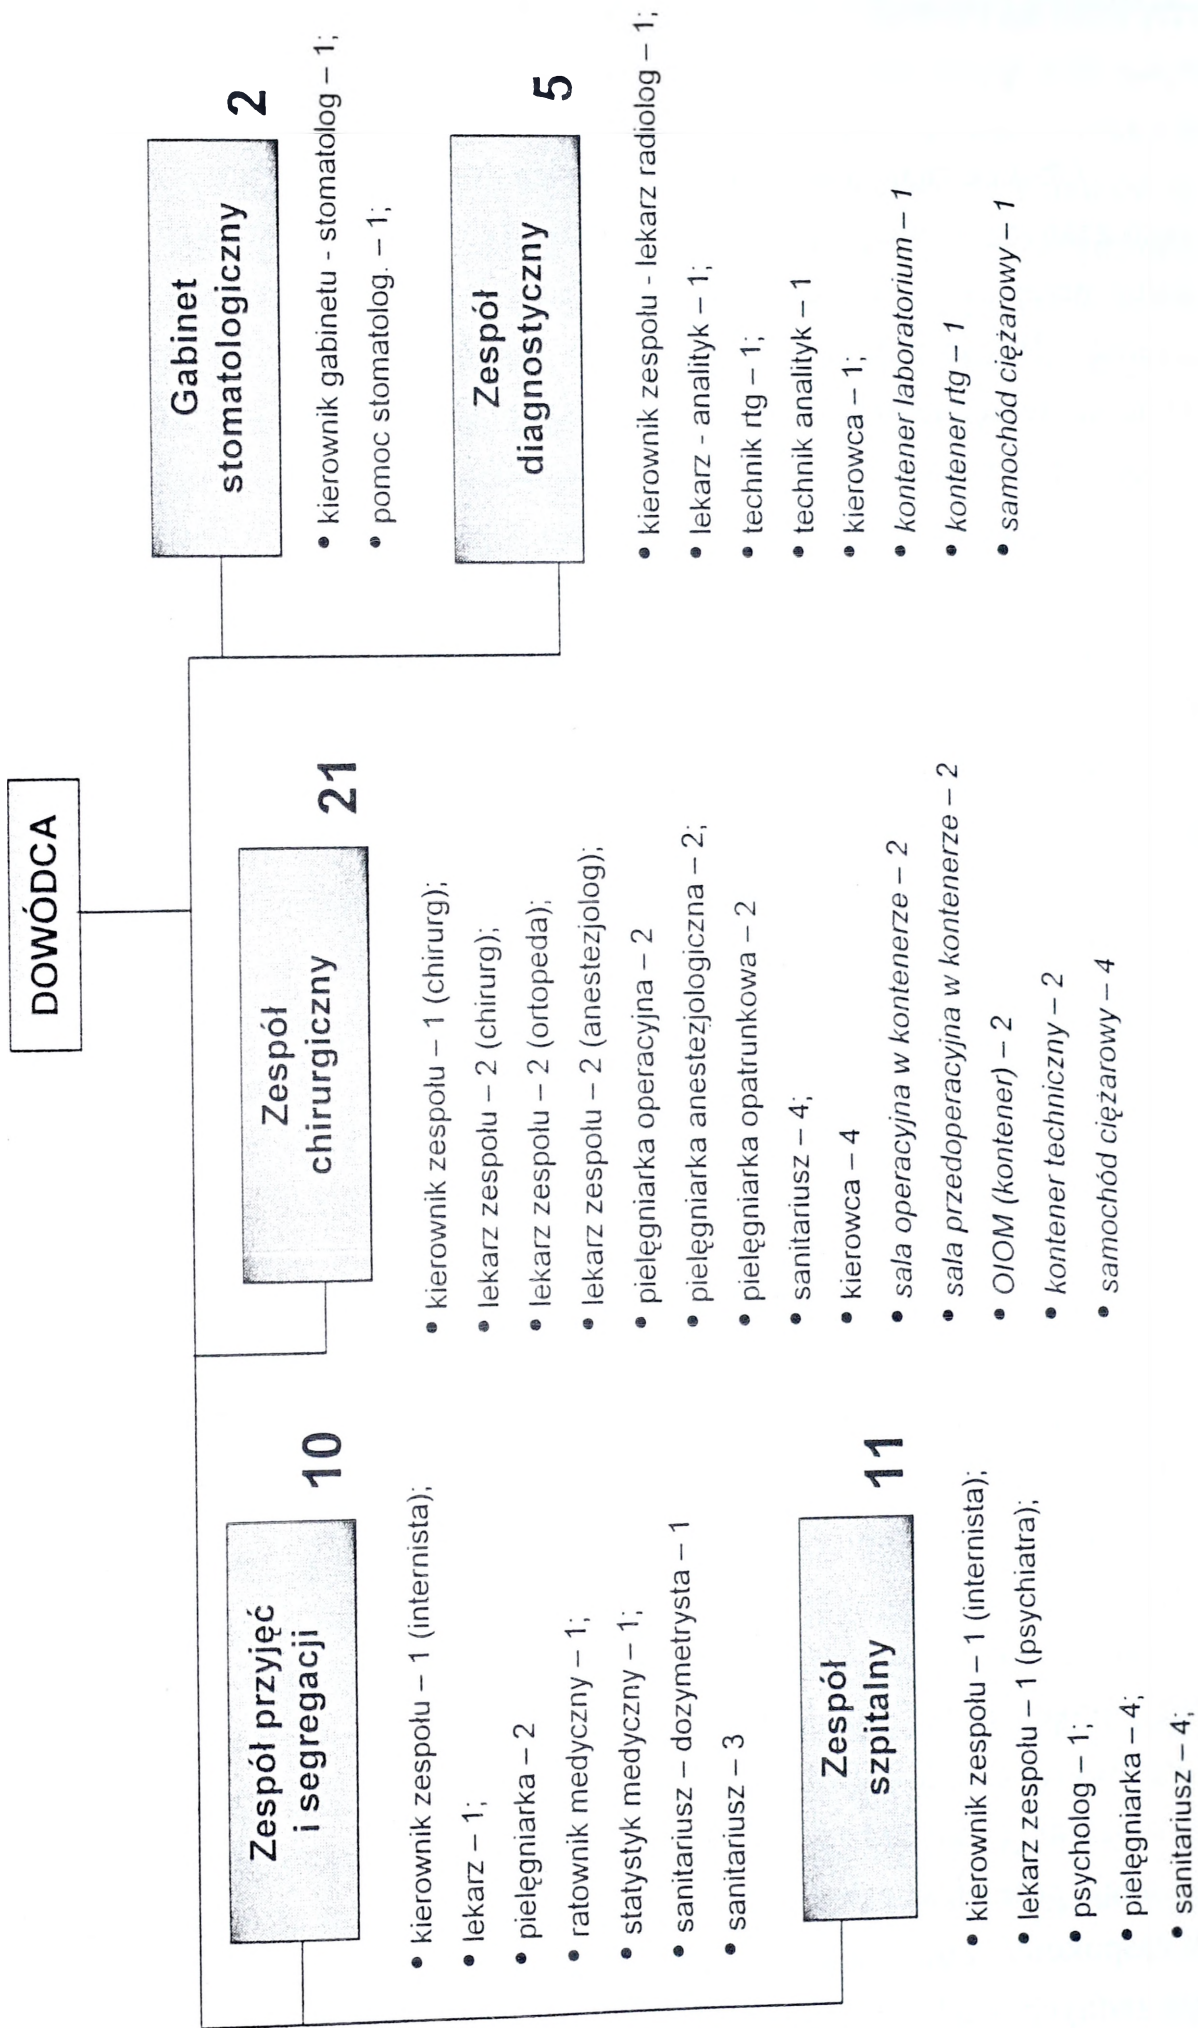 DOWÓDCA
Zespół przyjęć
i segregacji
10
• kierownik zespołu – 1 (internista);
• lekarz – 1;
• pielęgniarka – 2
• ratownik medyczny – 1;
• statystyk medyczny – 1;
• sanitariusz – dozymetrysta – 1
• sanitariusz – 3
Zespół
szpitalny
11
• kierownik zespołu – 1 (internista);
• lekarz zespołu – 1 (psychiatra);
• psycholog – 1;
• pielęgniarka – 4;
• sanitariusz – 4;
Zespół
chirurgiczny
21
• kierownik zespołu – 1 (chirurg);
• lekarz zespołu – 2 (chirurg);
• lekarz zespołu – 2 (ortopeda);
• lekarz zespołu – 2 (anestezjolog);
• pielęgniarka operacyjna – 2
• pielęgniarka anestezjologiczna – 2;
• pielęgniarka opatrunkowa – 2
• sanitariusz – 4;
• kierowca – 4
• sala operacyjna w kontenerze – 2
• sala przedoperacyjna w kontenerze – 2
• OIOM (kontener) – 2
• kontener techniczny – 2
• samochód ciężarowy – 4
Gabinet
stomatologiczny
2
• kierownik gabinetu - stomatolog – 1;
• pomoc stomatolog. – 1;
Zespół
diagnostyczny
5
• kierownik zespołu - lekarz radiolog – 1;
• lekarz - analityk – 1;
• technik rtg – 1;
• technik analityk – 1
• kierowca – 1;
• kontener laboratorium – 1
• kontener rtg – 1
• samochód ciężarowy – 1